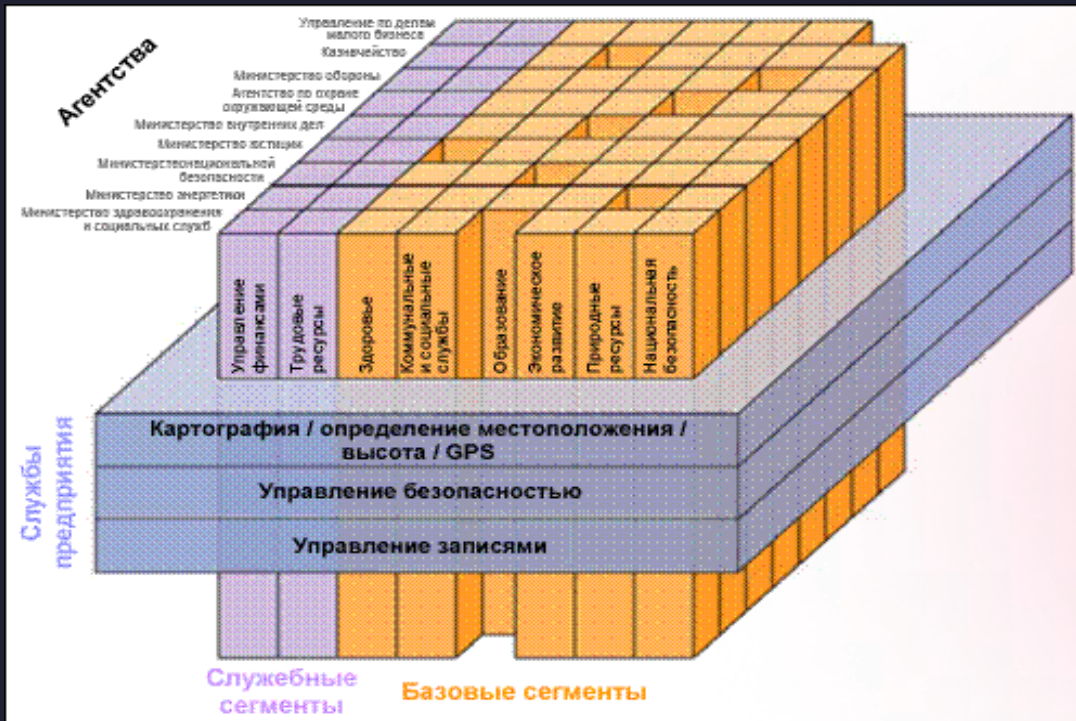 Агентства
Управление по делам
малого бизнеса
Казначейство
Министерство обороны
Агентство по охране
окружающей среды
Министерство внутренних дел
Министерство юстиции
Министерствонациональной
безопасности
Министерство энергетики
Министерство здравоохранения
и социальных служб
Управление
финансами
Трудовые
ресурсы
Здоровье
Коммунальные
и социальные
службы
Образование
Экономическое
развитие
Природные
ресурсы
Национальная
безопасность
Службы
предприятия
Картография / определение местоположения /
высота / GPS
Управление безопасностью
Управление записями
Служебные
сегменты
Базовые сегменты